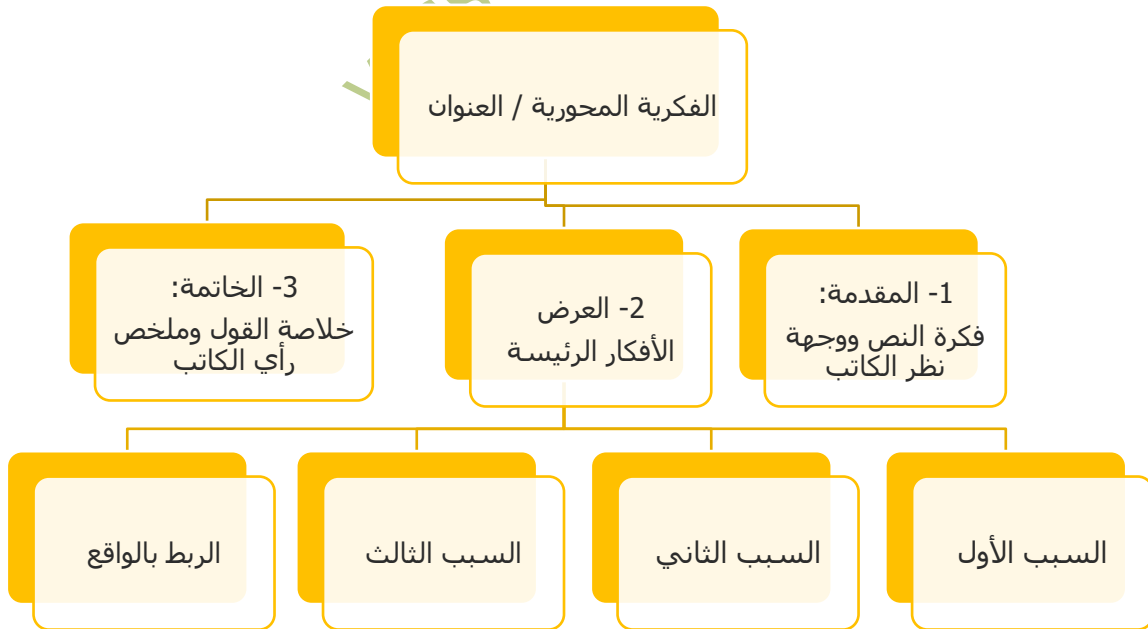 الفكرية المحورية / العنوان
1- المقدمة:
فكرة النص ووجهة
نظر الكاتب
2- العرض
الأفكار الرئيسة
3- الخاتمة:
خلاصة القول وملخص
رأي الكاتب
السبب الأول
السبب الثاني
السبب الثالث
الربط بالواقع